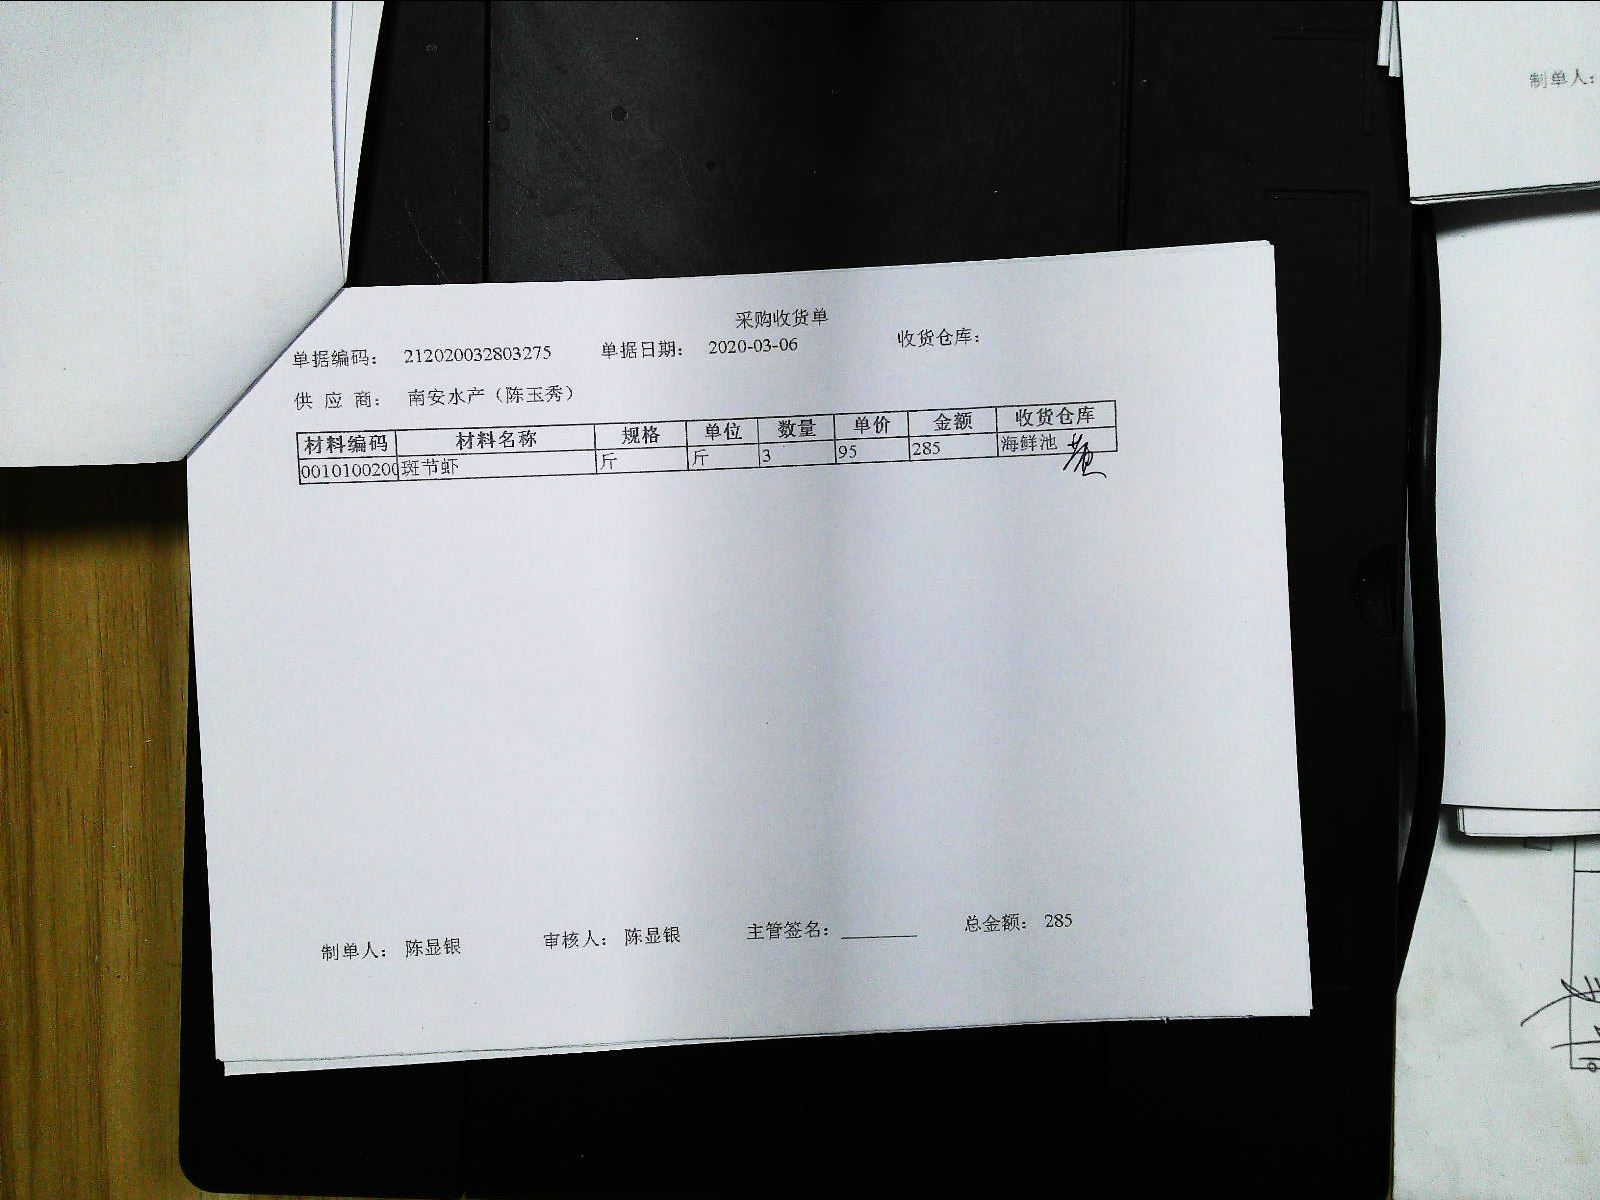 制单人：
采购收货单
单据编码： 212020032803275 单据日期： 2020-03-06 收货仓库：
供 应 商： 南安水产（陈玉秀）
材料编码 材料名称 规格 单位 数量 单价 金额 收货仓库
0010100200 斑节虾 斤 斤 3 95 285 海鲜池
制单人： 陈显银 审核人： 陈显银 主管签名： 总金额： 285